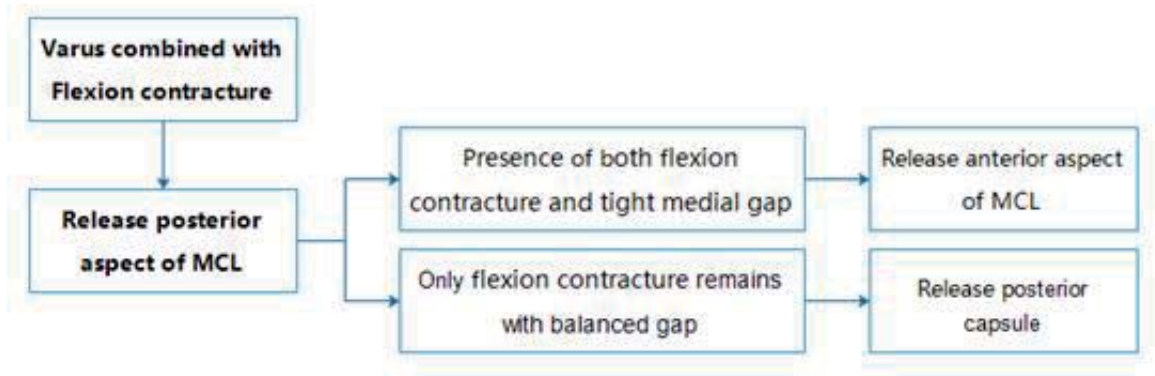 Varus combined with
Flexion contracture
Release posterior
aspect of MCL
Presence of both flexion
contracture and tight medial gap
Release anterior aspect
of MCL
Only flexion contracture remains
with balanced gap
Release posterior
capsule